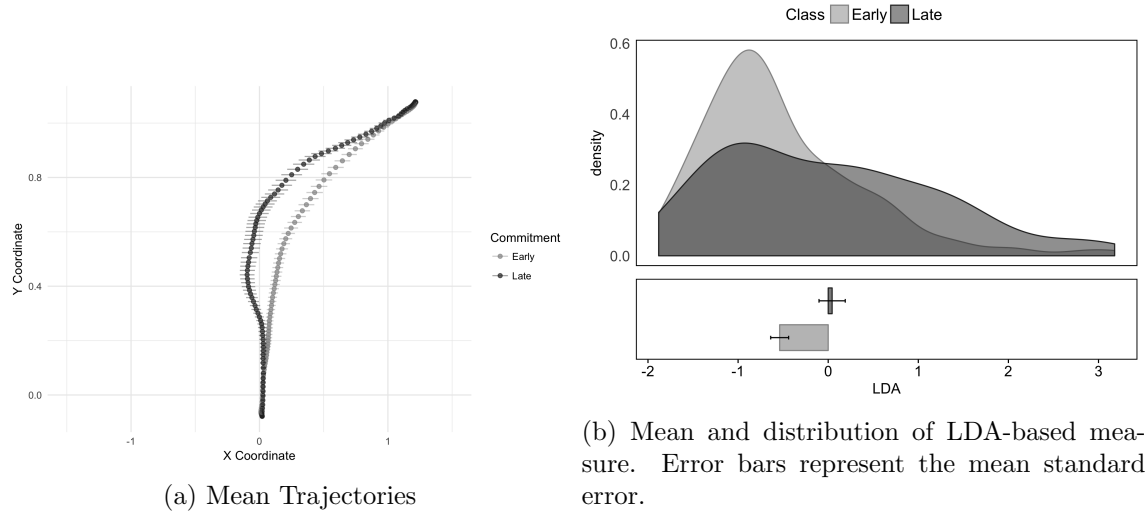 0.8
0.4
0.0
-1
0
1
Y Coordinate
X Coordinate
Commitment
Early
Late
(a) Mean Trajectories
Class Early Late
0.6
0.4
0.2
0.0
density
-2
-1
0
1
2
3
LDA
(b) Mean and distribution of LDA-based mea-
sure. Error bars represent the mean standard
error.